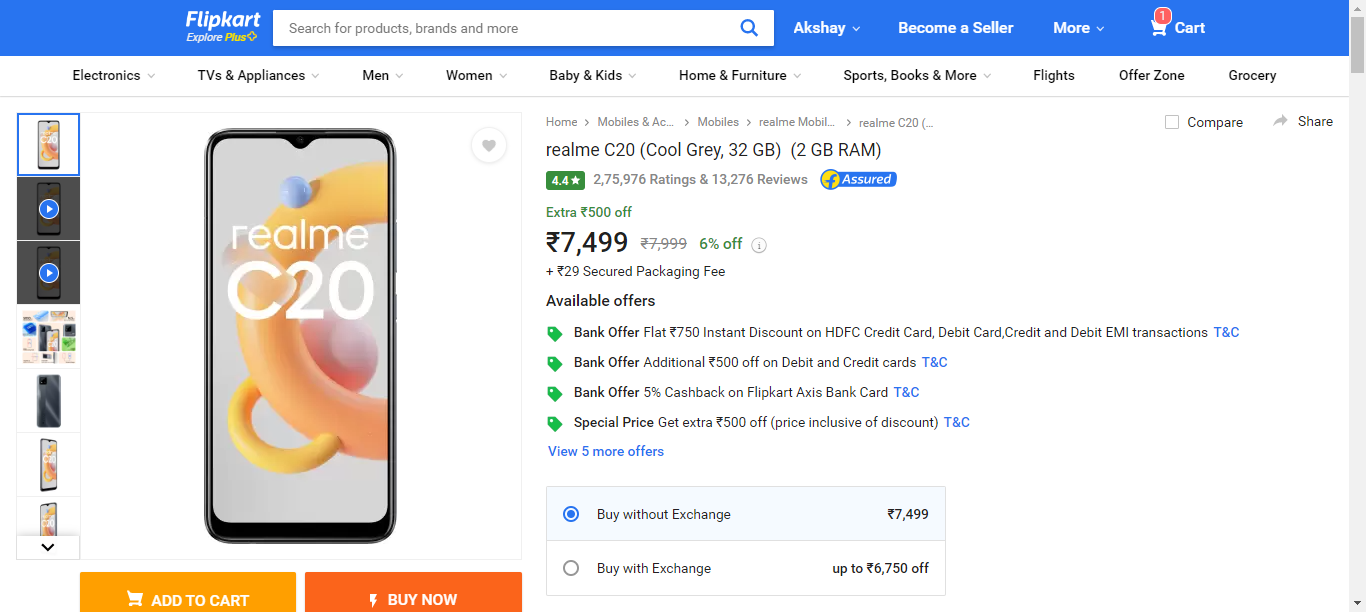 Flipkart
Explore Plus
Search for products, brands and more
Akshay
Become a Seller
More
1
Cart
Electronics
TVs & Appliances
Men
Women
Baby & Kids
Home & Furniture
Sports, Books & More
Flights
Offer Zone
Grocery
Home
Mobiles & Ac...
Mobiles
realme Mobil...
realme C20 (...
Compare
Share
realme C20 (Cool Grey, 32 GB) (2 GB RAM)
4.4★ 2,75,976 Ratings & 13,276 Reviews
Assured
Extra ₹500 off
₹7,499 ₹7,999 6% off
+ ₹29 Secured Packaging Fee
Available offers
Bank Offer Flat ₹750 Instant Discount on HDFC Credit Card, Debit Card,Credit and Debit EMI transactions T&C
Bank Offer Additional ₹500 off on Debit and Credit cards T&C
Bank Offer 5% Cashback on Flipkart Axis Bank Card T&C
Special Price Get extra ₹500 off (price inclusive of discount) T&C
View 5 more offers
Buy without Exchange ₹7,499
Buy with Exchange up to ₹6,750 off
realme
C20
C20
ADD TO CART
BUY NOW